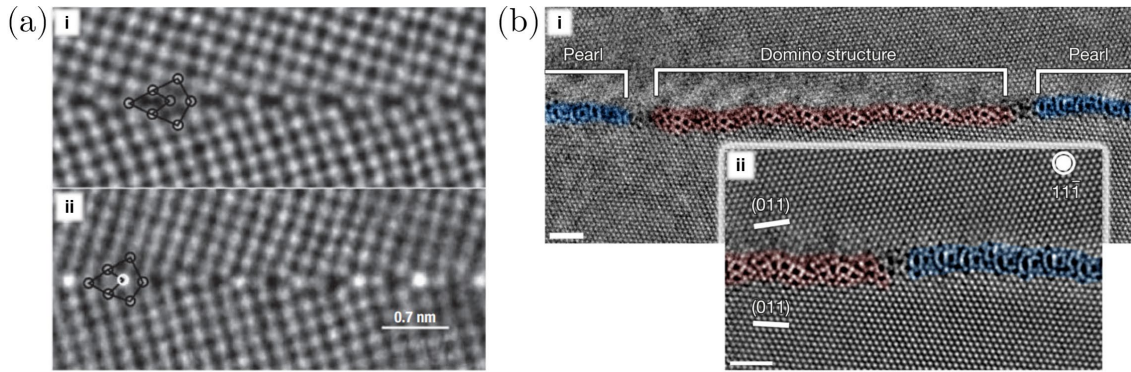 (a)
i
ii
0.7 nm
(b)
i
Pearl
Domino structure
Pearl
ii
(011)
(011)
111